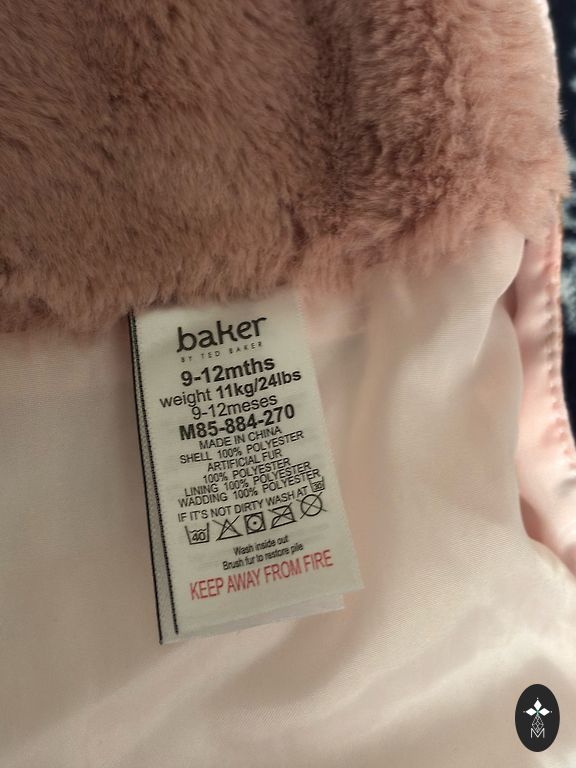 baker
BY TED BAKER
9-12mths
weight 11kg/24lbs
9-12meses
M85-884-270
MADE IN CHINA
SHELL 100% POLYESTER
ARTIFICIAL FUR
100% POLYESTER
LINING 100% POLYESTER
WADDING 100% POLYESTER
IF IT'S NOT DIRTY WASH AT 30
40
Wash inside out
Brush fur to restore pile
KEEP AWAY FROM FIRE
M